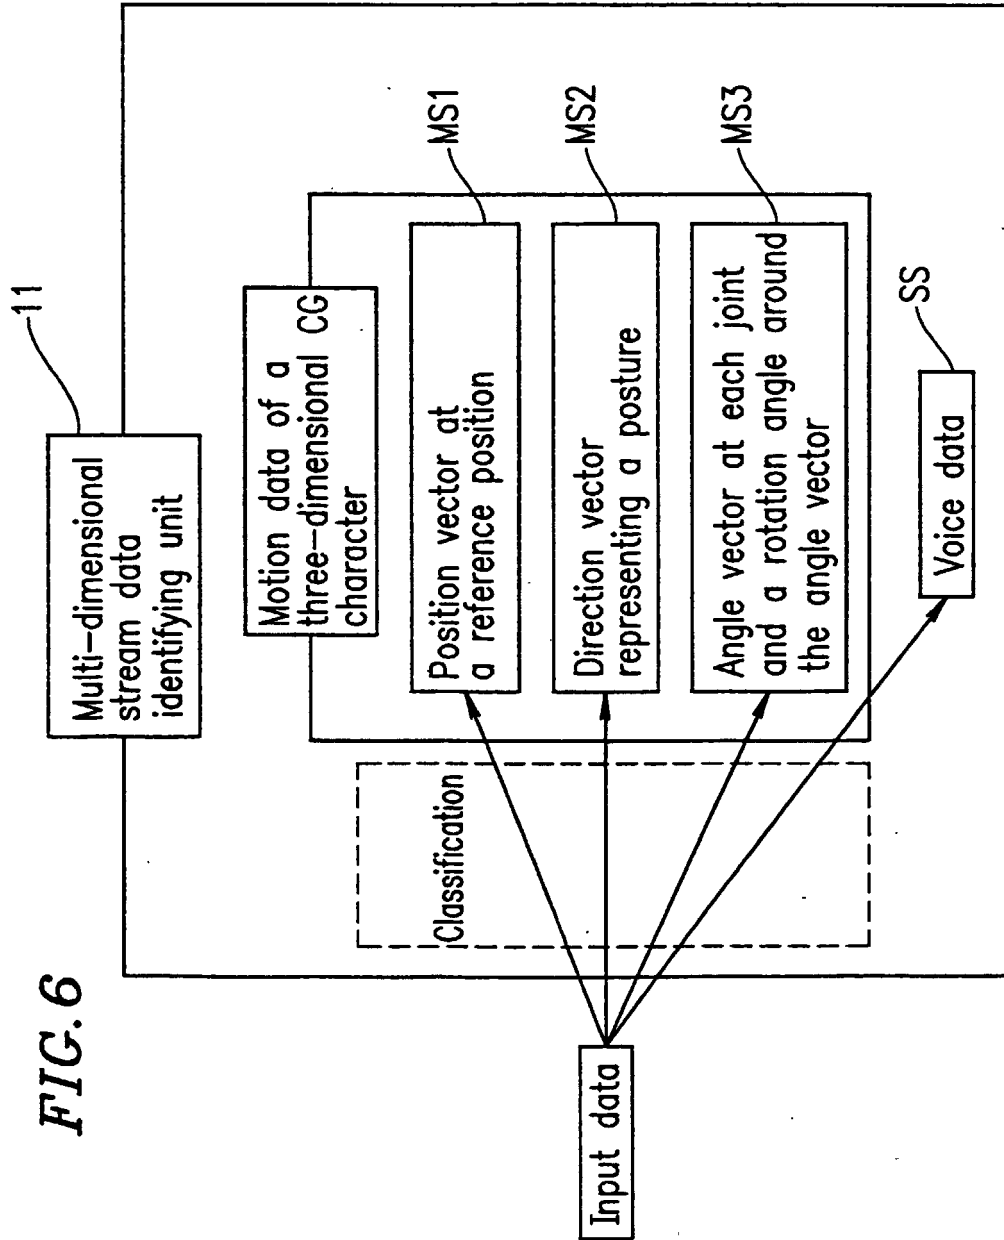 FIG. 6
11
Multi-dimensional
stream data
identifying unit
Motion data of a
three-dimensional CG
character
Classification
Input data
Position vector at
a reference position
MS1
Direction vector
representing a posture
MS2
Angle vector at each joint
and a rotation angle around
the angle vector
MS3
Voice data
SS